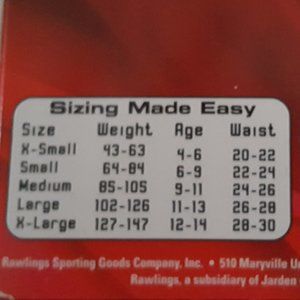 Sizing Made Easy
Size Weight Age Waist
X-Small 43-63 4-6 20-22
Small 64-84 6-9 22-24
Medium 85-105 9-11 24-26
Large 102-126 11-13 26-28
X-Large 127-147 12-14 28-30
Rawlings Sporting Goods Company, Inc. • 510 Maryville
Rawlings, a subsidiary of Jarden